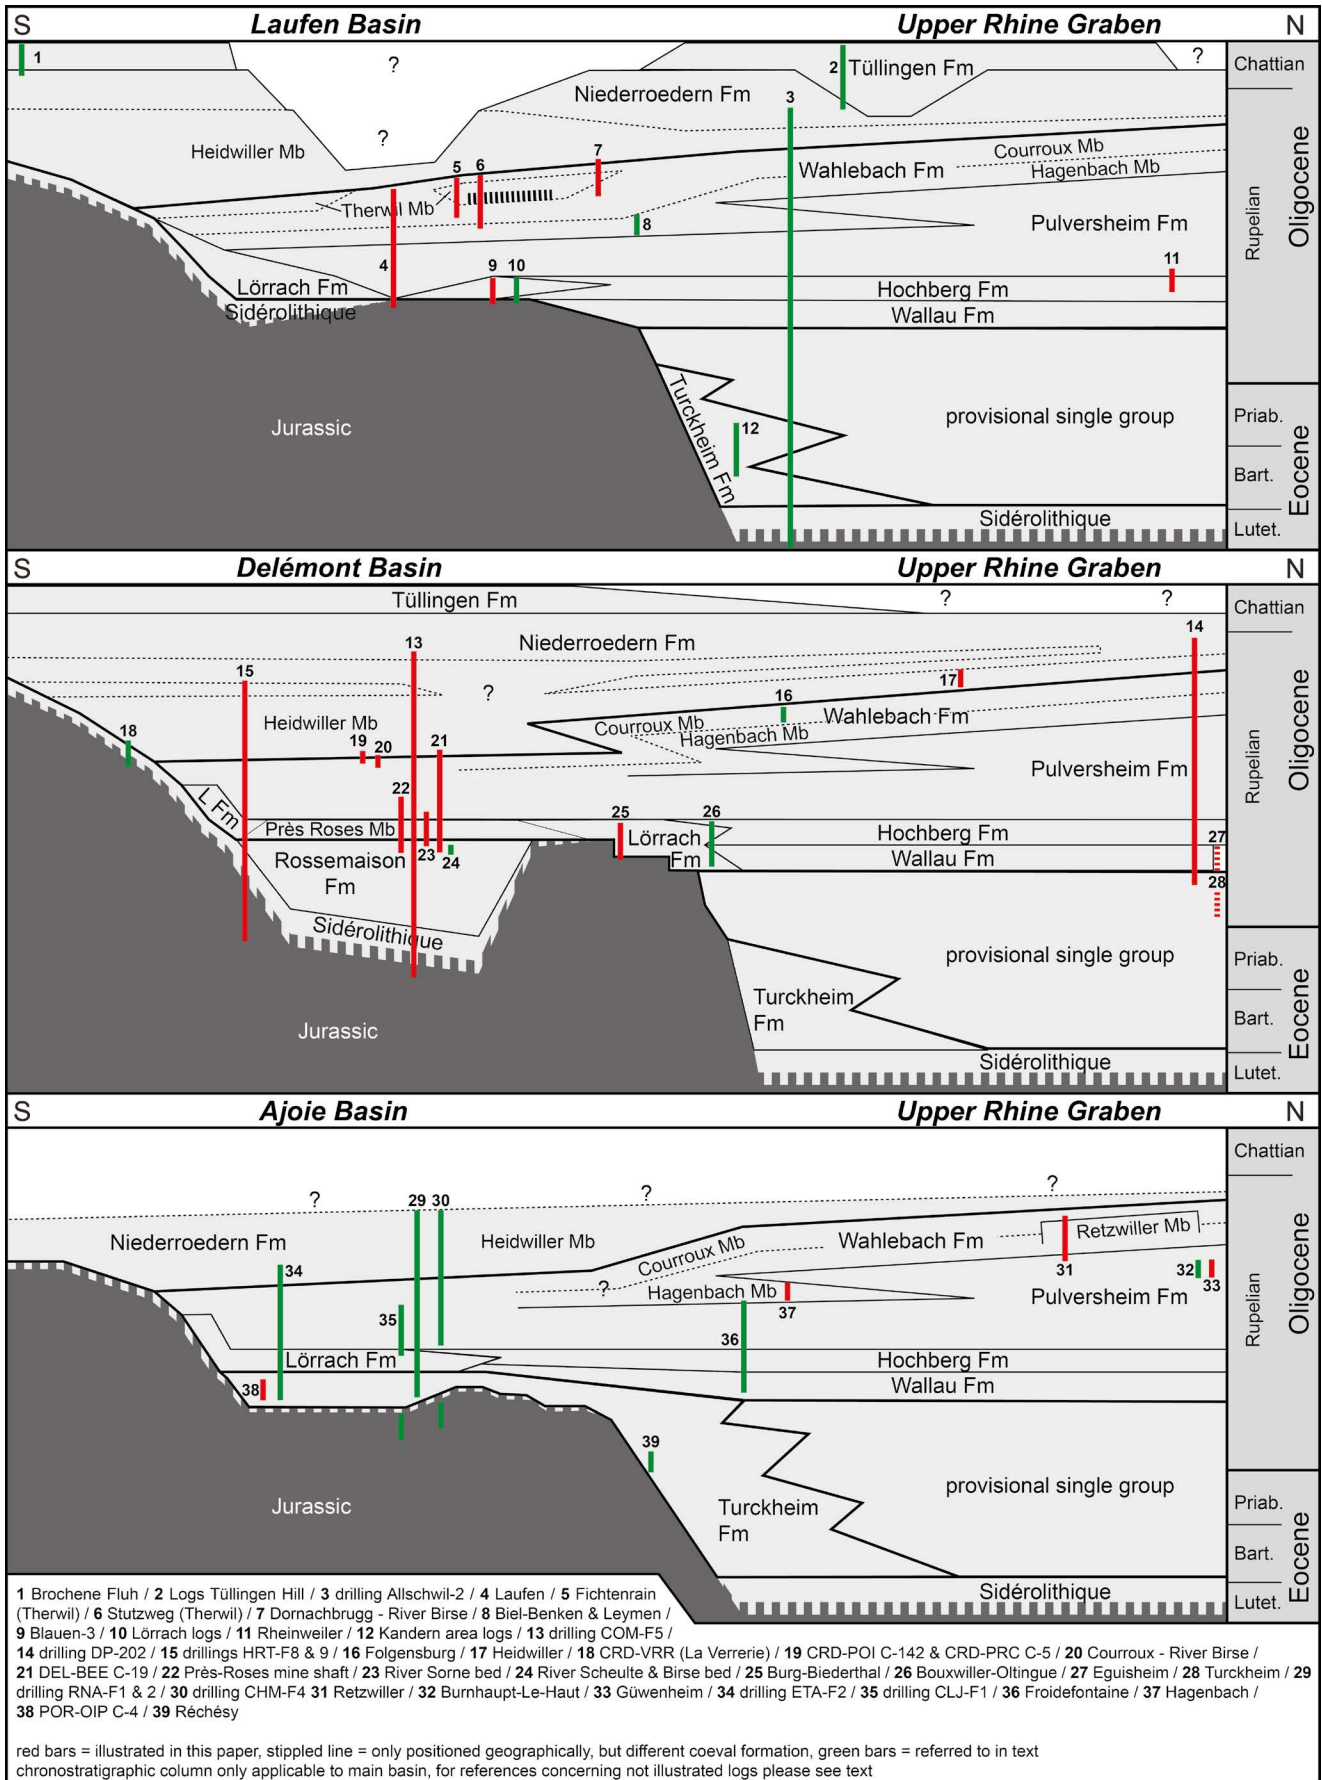 S Laufen Basin Upper Rhine Graben N
1
?
2 Tüllingen Fm
?
Chattian
Niederroedern Fm
3
?
Heidwiller Mb
5 6 7
Courroux Mb
Wahlebach Fm
Hagenbach Mb
Therwil Mb
8
Pulversheim Fm
Rupelian
Oligocene
4
9 10
11
Lörrach Fm
Hochberg Fm
Sidérolithique
Wallau Fm
Turckheim Fm
12
Jurassic
provisional single group
Priab.
Bart.
Eocene
Sidérolithique
Lutet.
S Delémont Basin Upper Rhine Graben N
Tüllingen Fm
? ?
Chattian
13
14
Niederroedern Fm
15
?
17
16
Heidwiller Mb
Courroux Mb
Wahlebach Fm
18
19 20 21
Hagenbach Mb
Pulversheim Fm
Rupelian
Oligocene
22
L Fm
25 26
Près Roses Mb
Lörrach Fm
Hochberg Fm
27
Rossemaison Fm
23 24
Wallau Fm
28
Sidérolithique
provisional single group
Priab.
Turckheim Fm
Jurassic
Bart.
Eocene
Sidérolithique
Lutet.
S Ajoie Basin Upper Rhine Graben N
Chattian
? ? ?
29 30
Niederroedern Fm
Heidwiller Mb
Courroux Mb
Wahlebach Fm
Retzwiller Mb
34
31
32 33
?
Hagenbach Mb
37
Pulversheim Fm
Rupelian
Oligocene
35
36
Lörrach Fm
Hochberg Fm
38
Wallau Fm
39
Jurassic
Turckheim Fm
provisional single group
Priab.
Bart.
Eocene
Sidérolithique
Lutet.
1 Brochene Fluh / 2 Logs Tüllingen Hill / 3 drilling Allschwil-2 / 4 Laufen / 5 Fichtenrain
(Therwil) / 6 Stutzweg (Therwil) / 7 Dornachbrugg - River Birse / 8 Biel-Benken & Leymen /
9 Blauen-3 / 10 Lörrach logs / 11 Rheinweiler / 12 Kandern area logs / 13 drilling COM-F5 /
14 drilling DP-202 / 15 drillings HRT-F8 & 9 / 16 Folgensburg / 17 Heidwiller / 18 CRD-VRR (La Verrerie) / 19 CRD-POI C-142 & CRD-PRC C-5 / 20 Courroux - River Birse /
21 DEL-BEE C-19 / 22 Près-Roses mine shaft / 23 River Sorne bed / 24 River Scheulte & Birse bed / 25 Burg-Biederthal / 26 Bouxwiller-Oltingue / 27 Eguisheim / 28 Turckheim / 29
drilling RNA-F1 & 2 / 30 drilling CHM-F4 31 Retzwiller / 32 Burnhaupt-Le-Haut / 33 Güwenheim / 34 drilling ETA-F2 / 35 drilling CLJ-F1 / 36 Froidefontaine / 37 Hagenbach /
38 POR-OIP C-4 / 39 Réchésy
red bars = illustrated in this paper, stippled line = only positioned geographically, but different coeval formation, green bars = referred to in text
chronostratigraphic column only applicable to main basin, for references concerning not illustrated logs please see text